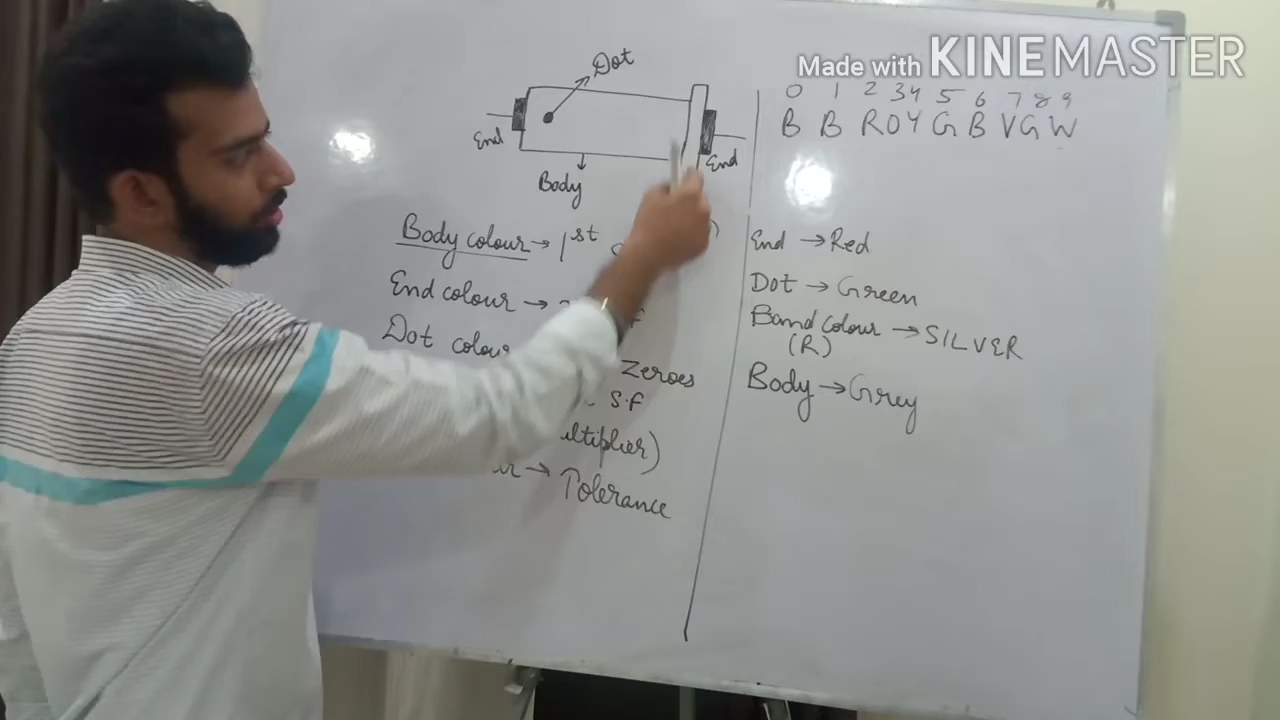 Made with KINEMASTER
Dot
End
End
Body
0 1 2 3 4 5 6 7 8 9
B B R O Y G B V G W
Body colour → 1st
End colour →
Dot colour
Zeroes
S.F
ultiplier)
→ Tolerance
End → Red
Dot → Green
Band colour → SILVER
(R)
Body → Grey